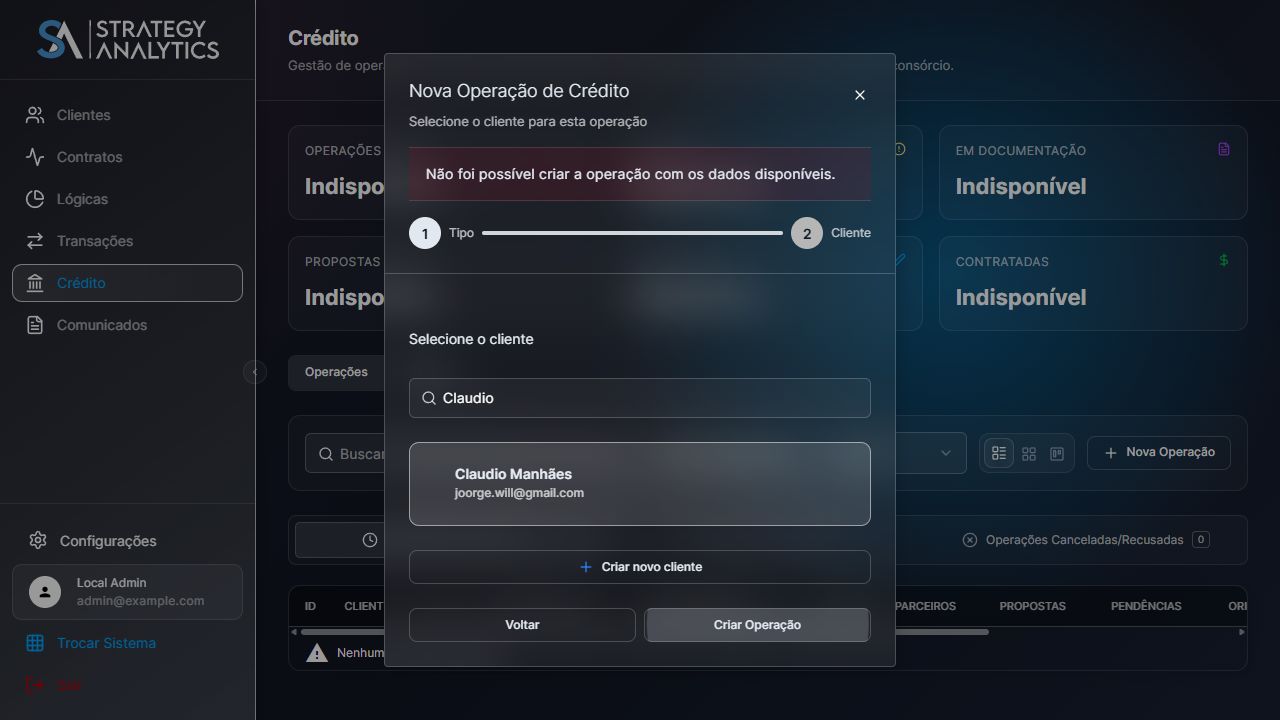 STRATEGY
ANALYTICS
Clientes
Contratos
Lógicas
Transações
Crédito
Comunicados
Configurações
Local Admin
admin@example.com
Trocar Sistema
Crédito
Gestão de oper
onsórcio.
OPERAÇÕES
Indispo
EM DOCUMENTAÇÃO
Indisponível
PROPOSTAS
Indispo
CONTRATADAS
Indisponível
Operações
Buscar
Nova Operação
Operações Canceladas/Recusadas 0
ID CLIENT PARCEIROS PROPOSTAS PENDÊNCIAS ORI
Nenhum
Nova Operação de Crédito
Selecione o cliente para esta operação
Não foi possível criar a operação com os dados disponíveis.
1 Tipo 2 Cliente
Selecione o cliente
Claudio
Claudio Manhães
joorge.will@gmail.com
Criar novo cliente
Voltar Criar Operação